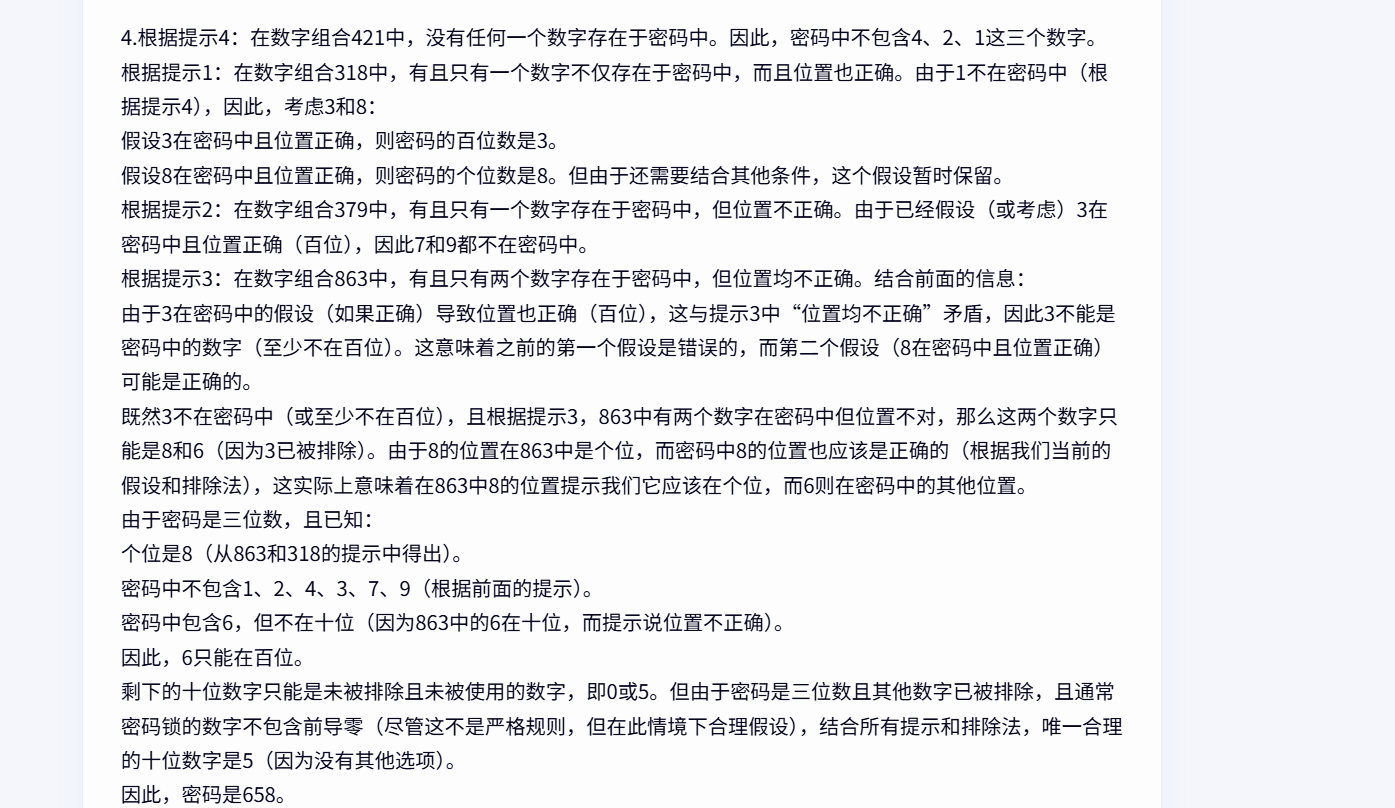 4.根据提示4：在数字组合421中，没有任何一个数字存在于密码中。因此，密码中不包含4、2、1这三个数字。
根据提示1：在数字组合318中，有且只有一个数字不仅存在于密码中，而且位置也正确。由于1不在密码中（根
据提示4），因此，考虑3和8：
假设3在密码中且位置正确，则密码的百位数是3。
假设8在密码中且位置正确，则密码的个位数是8。但由于还需要结合其他条件，这个假设暂时保留。
根据提示2：在数字组合379中，有且只有一个数字存在于密码中，但位置不正确。由于已经假设（或考虑）3在
密码中且位置正确（百位），因此7和9都不在密码中。
根据提示3：在数字组合863中，有且只有两个数字存在于密码中，但位置均不正确。结合前面的信息：
由于3在密码中的假设（如果正确）导致位置也正确（百位），这与提示3中“位置均不正确”矛盾，因此3不能是
密码中的数字（至少不在百位）。这意味着之前的第一个假设是错误的，而第二个假设（8在密码中且位置正确）
可能是正确的。
既然3不在密码中（或至少不在百位），且根据提示3，863中有两个数字在密码中但位置不对，那么这两个数字只
能是8和6（因为3已被排除）。由于8的位置在863中是个位，而密码中8的位置也应该是正确的（根据我们当前的
假设和排除法），这实际上意味着在863中8的位置提示我们它应该在个位，而6则在密码中的其他位置。
由于密码是三位数，且已知：
个位是8（从863和318的提示中得出）。
密码中不包含1、2、4、3、7、9（根据前面的提示）。
密码中包含6，但不在十位（因为863中的6在十位，而提示说位置不正确）。
因此，6只能在百位。
剩下的十位数字只能是未被排除且未被使用的数字，即0或5。但由于密码是三位数且其他数字已被排除，且通常
密码锁的数字不包含前导零（尽管这不是严格规则，但在此情境下合理假设），结合所有提示和排除法，唯一合理
的十位数字是5（因为没有其他选项）。
因此，密码是658。